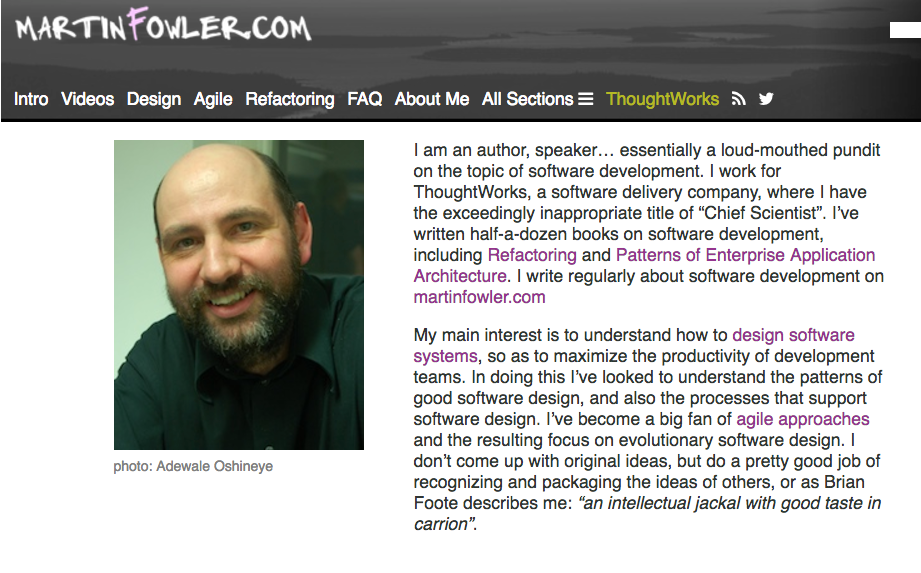 MARTINFOWLER.COM
Intro Videos Design Agile Refactoring FAQ About Me All Sections ThoughtWorks
I am an author, speaker… essentially a loud-mouthed pundit
on the topic of software development. I work for
ThoughtWorks, a software delivery company, where I have
the exceedingly inappropriate title of “Chief Scientist”. I’ve
written half-a-dozen books on software development,
including Refactoring and Patterns of Enterprise Application
Architecture. I write regularly about software development on
martinfowler.com
My main interest is to understand how to design software
systems, so as to maximize the productivity of development
teams. In doing this I’ve looked to understand the patterns of
good software design, and also the processes that support
software design. I’ve become a big fan of agile approaches
and the resulting focus on evolutionary software design. I
don’t come up with original ideas, but do a pretty good job of
recognizing and packaging the ideas of others, or as Brian
Foote describes me: “an intellectual jackal with good taste in
carrion”.
photo: Adewale Oshineye